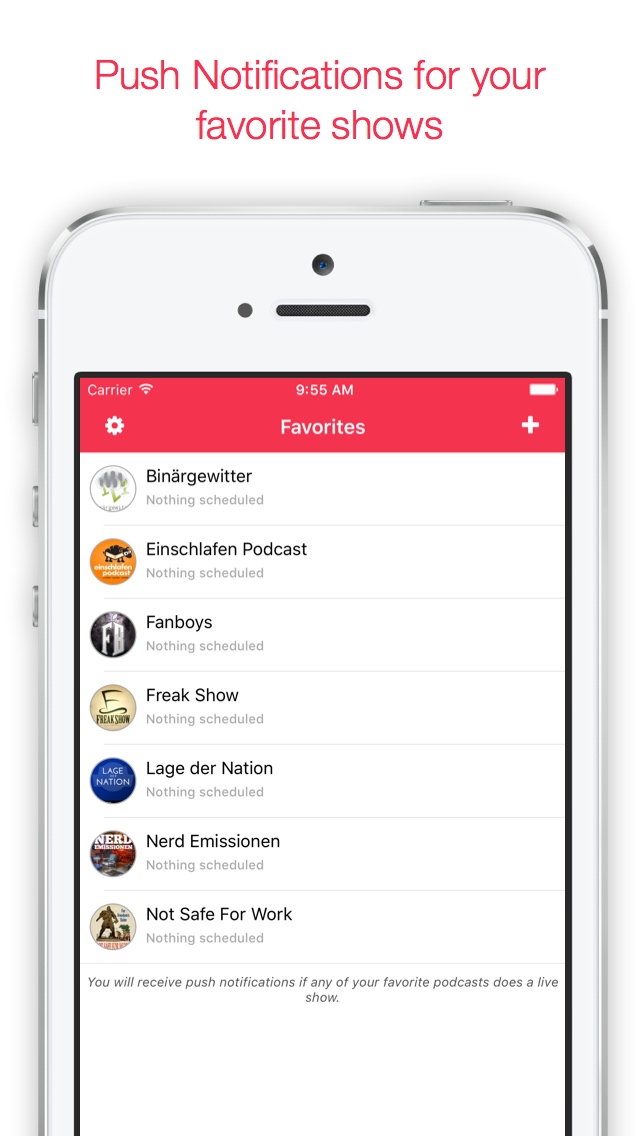 Push Notifications for your
favorite shows
Carrier
9:55 AM
Favorites
Binärgewitter
Nothing scheduled
einschlafen
podcast
Einschlafen Podcast
Nothing scheduled
FB
Fanboys
Nothing scheduled
FREAK SHOW
Freak Show
Nothing scheduled
LAGE
NATION
Lage der Nation
Nothing scheduled
NERD
EMISSIONEN
Nerd Emissionen
Nothing scheduled
Not Safe For Work
Nothing scheduled
You will receive push notifications if any of your favorite podcasts does a live
show.